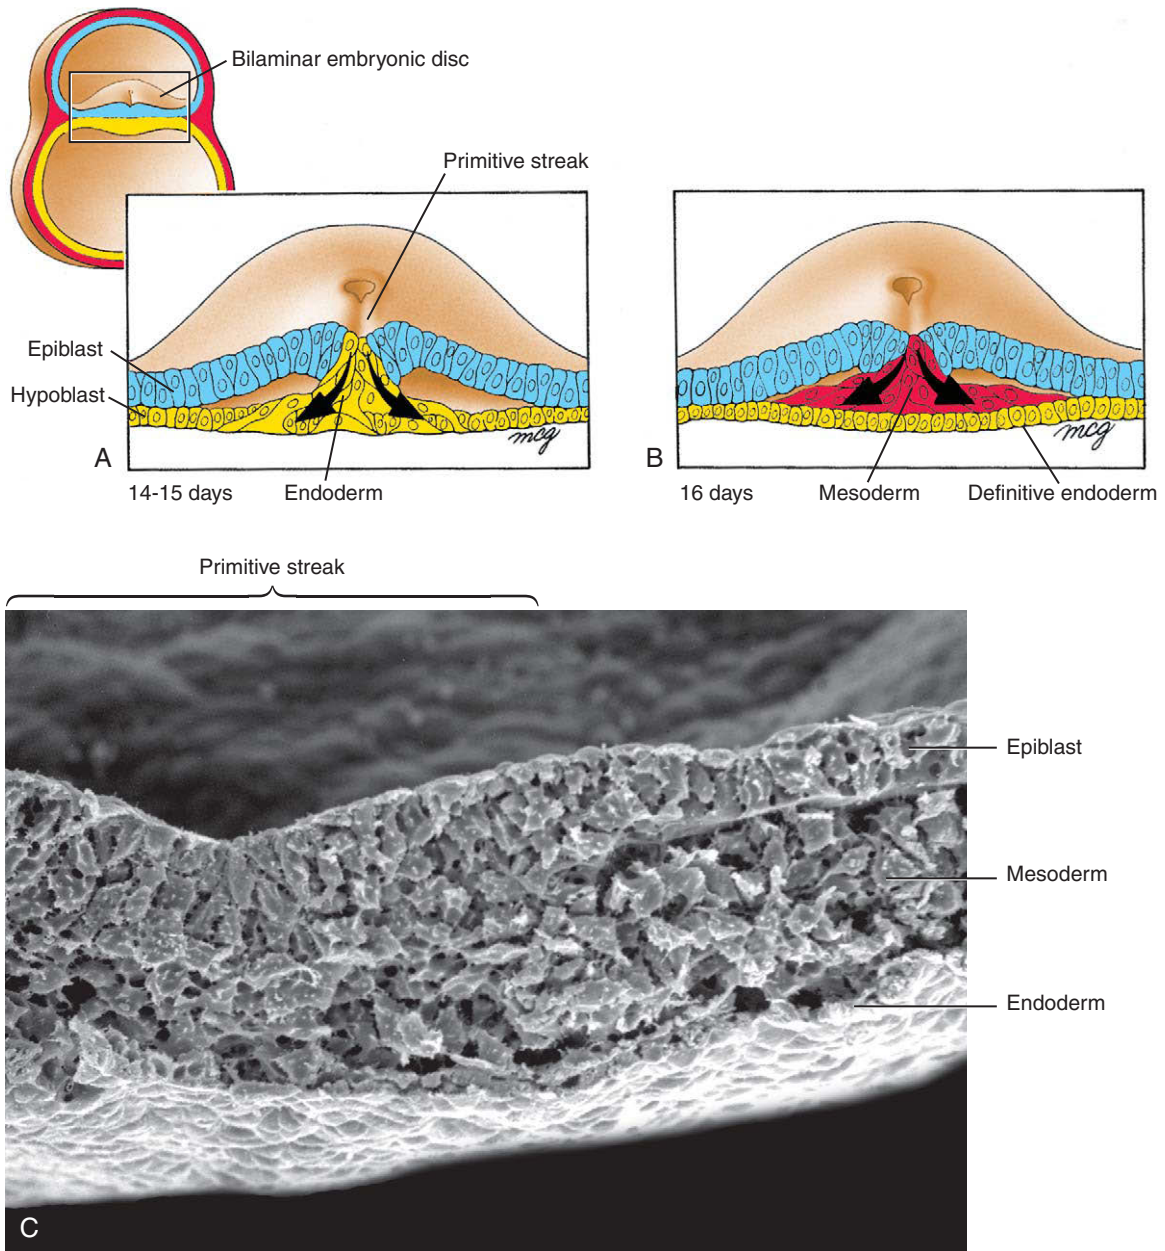 Bilaminar embryonic disc
Primitive streak
Epiblast
Hypoblast
mcg
mcg
A
B
14-15 days
Endoderm
16 days
Mesoderm
Definitive endoderm
Primitive streak
Epiblast
Mesoderm
Endoderm
C